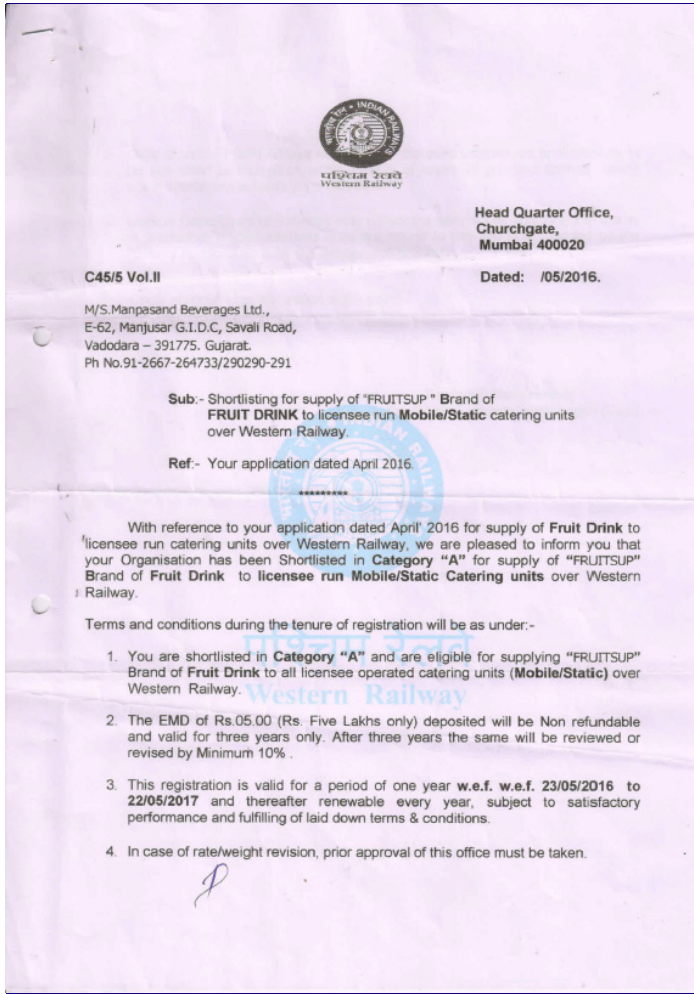 भारतीय रेल • INDIAN RAILWAYS
पश्चिम रेलवे
Western Railway
Head Quarter Office,
Churchgate,
Mumbai 400020
C45/5 Vol.II Dated: /05/2016.
M/S.Manpasand Beverages Ltd.,
E-62, Manjusar G.I.D.C, Savali Road,
Vadodara – 391775. Gujarat.
Ph No.91-2667-264733/290290-291
Sub:- Shortlisting for supply of "FRUITSUP " Brand of
FRUIT DRINK to licensee run Mobile/Static catering units
over Western Railway.
Ref:- Your application dated April 2016.
*********
With reference to your application dated April' 2016 for supply of Fruit Drink to
licensee run catering units over Western Railway, we are pleased to inform you that
your Organisation has been Shortlisted in Category "A" for supply of "FRUITSUP"
Brand of Fruit Drink to licensee run Mobile/Static Catering units over Western
Railway.
Terms and conditions during the tenure of registration will be as under:-
पश्चिम रेलवे
1. You are shortlisted in Category "A" and are eligible for supplying "FRUITSUP"
Brand of Fruit Drink to all licensee operated catering units (Mobile/Static) over
Western Railway.
Western Railway
2. The EMD of Rs.05.00 (Rs. Five Lakhs only) deposited will be Non refundable
and valid for three years only. After three years the same will be reviewed or
revised by Minimum 10% .
3. This registration is valid for a period of one year w.e.f. w.e.f. 23/05/2016 to
22/05/2017 and thereafter renewable every year, subject to satisfactory
performance and fulfilling of laid down terms & conditions.
4. In case of rate/weight revision, prior approval of this office must be taken.